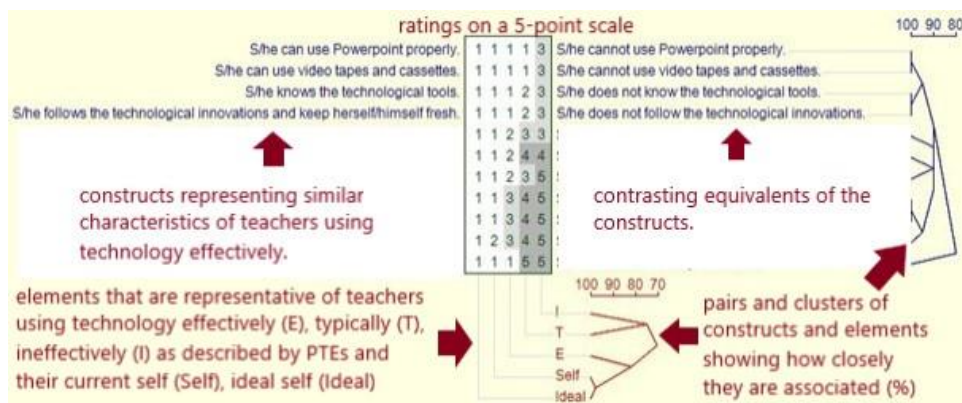 ratings on a 5-point scale
100 90 80
S/he can use Powerpoint properly. 1 1 1 1 3 S/he cannot use Powerpoint properly.
S/he can use video tapes and cassettes. 1 1 1 1 3 S/he cannot use video tapes and cassettes.
S/he knows the technological tools. 1 1 1 2 3 S/he does not know the technological tools.
S/he follows the technological innovations and keep herself/himself fresh. 1 1 1 2 3 S/he does not follow the technological innovations.
1 1 2 3 3
1 1 2 4 4
1 1 2 3 5
1 1 3 4 5
1 1 3 4 5
1 2 3 4 5
1 1 1 5 5
constructs representing similar
characteristics of teachers using
technology effectively.
contrasting equivalents of the
constructs.
elements that are representative of teachers
using technology effectively (E), typically (T),
ineffectively (I) as described by PTEs and
their current self (Self), ideal self (Ideal)
100 90 80 70
I
T
E
Self
Ideal
pairs and clusters of
constructs and elements
showing how closely
they are associated (%)